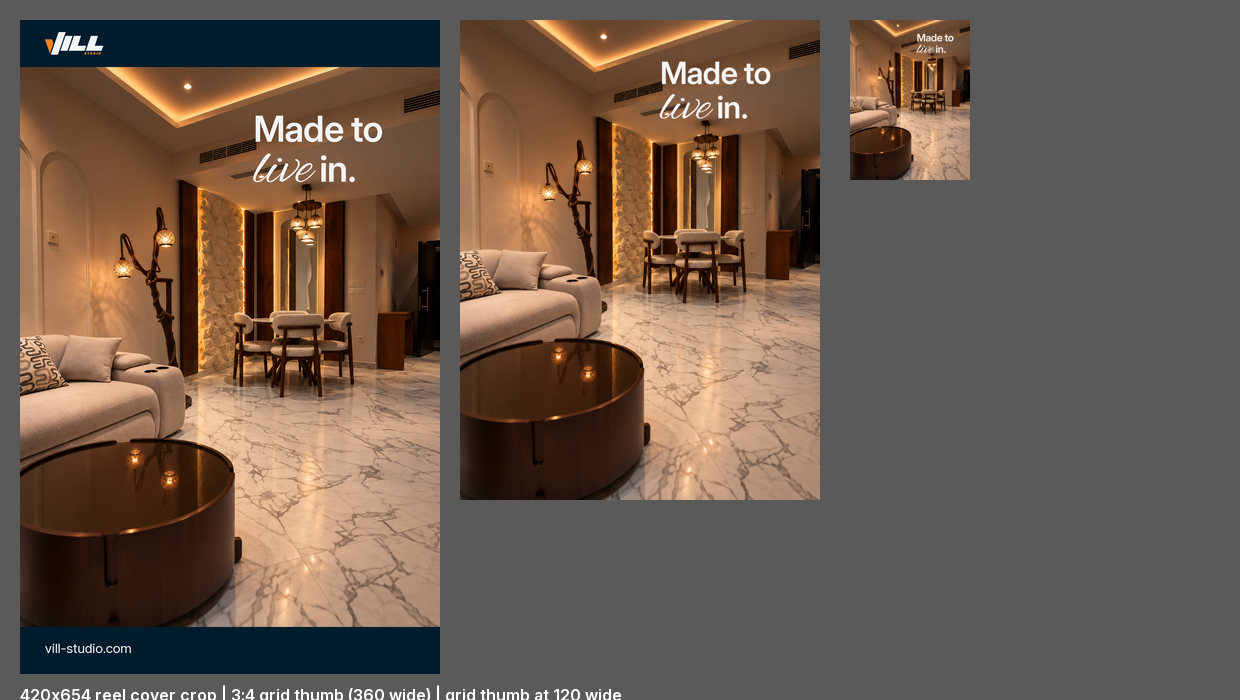 VILL
STUDIO
Made to
live in.
vill-studio.com
Made to
live in.
Made to
live in.
420x654 reel cover crop | 3:4 grid thumb (360 wide) | grid thumb at 120 wide